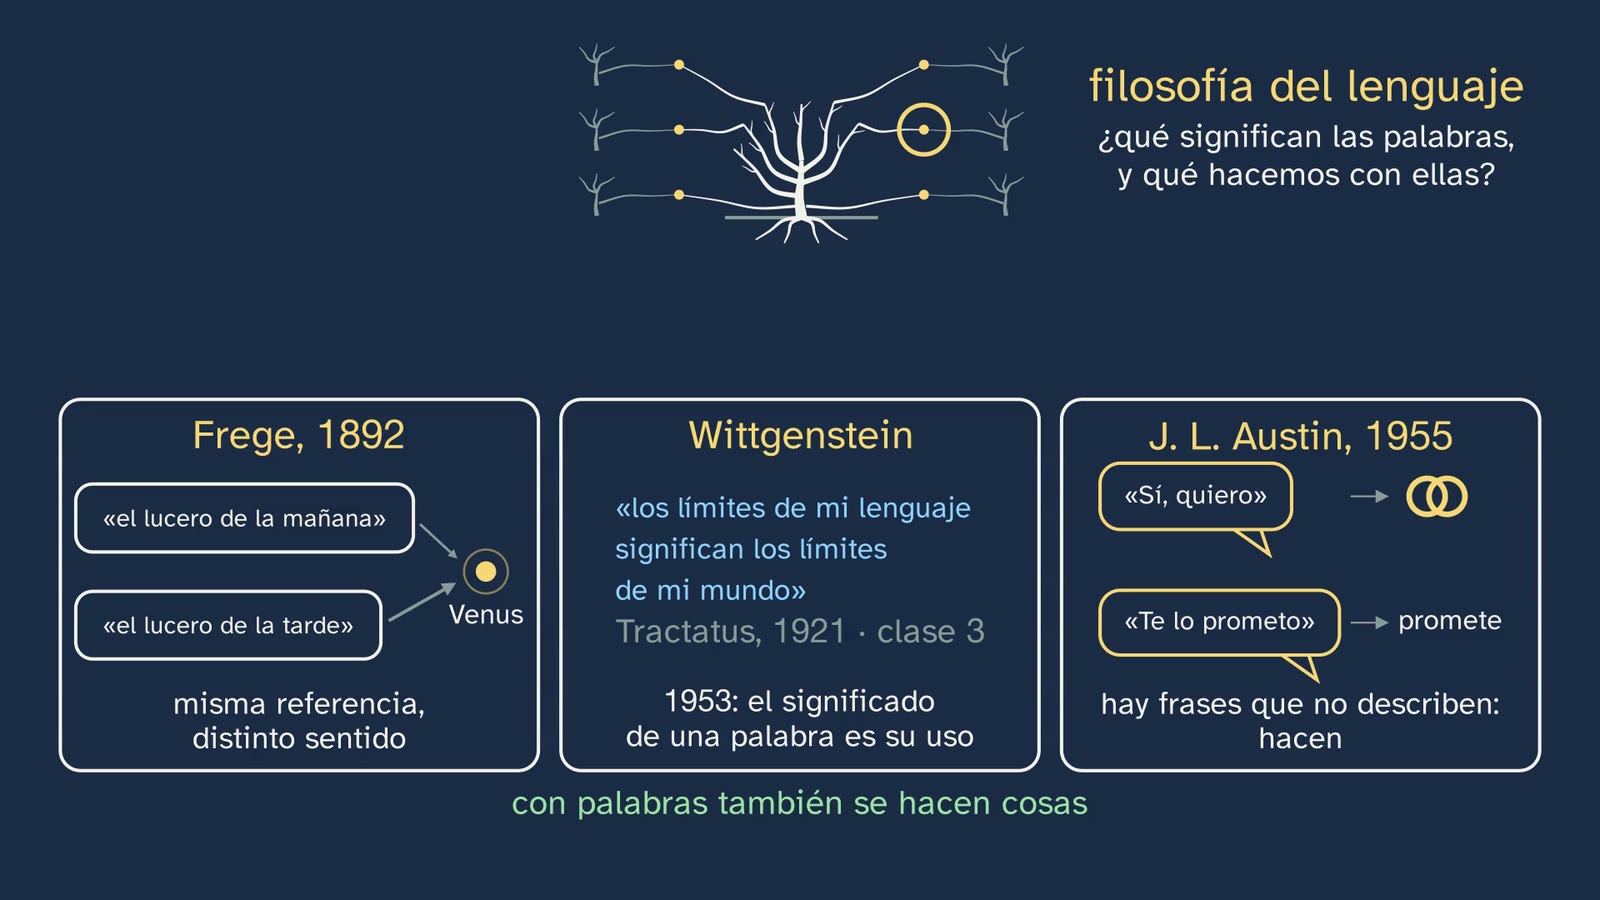 filosofía del lenguaje
¿qué significan las palabras,
y qué hacemos con ellas?
Frege, 1892
«el lucero de la mañana»
«el lucero de la tarde»
Venus
misma referencia,
distinto sentido
Wittgenstein
«los límites de mi lenguaje
significan los límites
de mi mundo»
Tractatus, 1921 · clase 3
1953: el significado
de una palabra es su uso
J. L. Austin, 1955
«Sí, quiero»
«Te lo prometo»
promete
hay frases que no describen:
hacen
con palabras también se hacen cosas